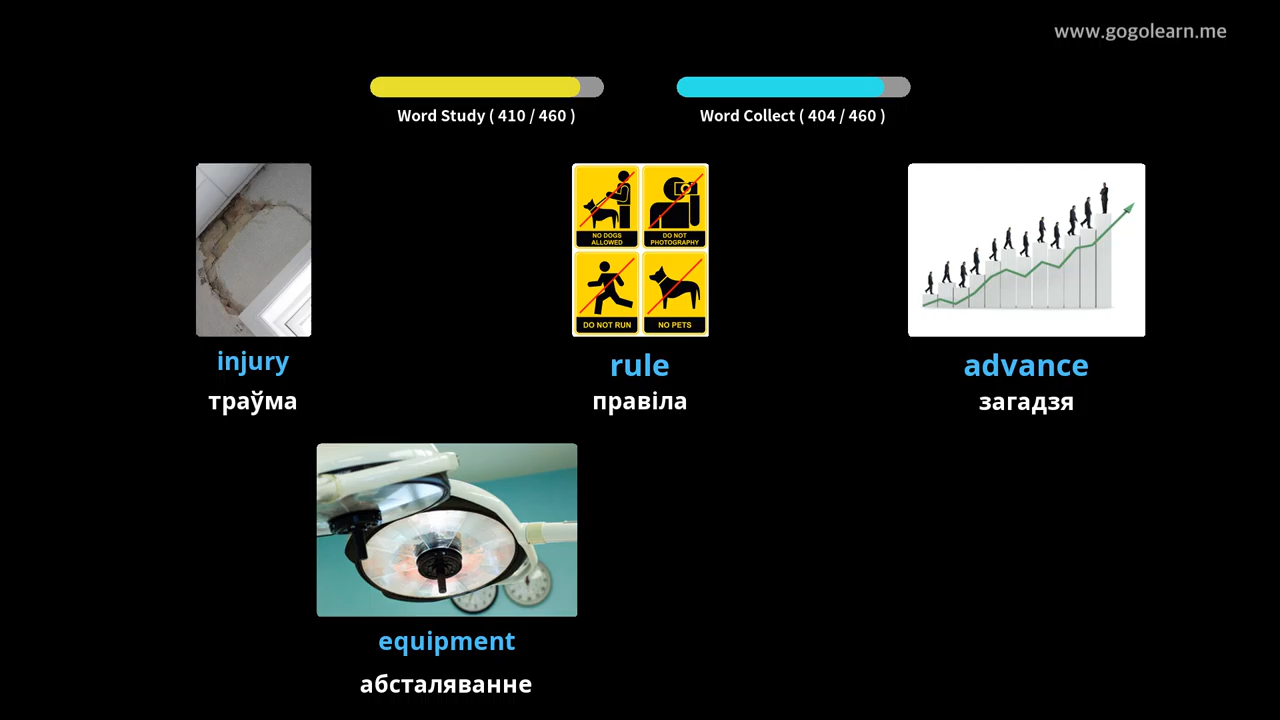 www.gogolearn.me
Word Study ( 410 / 460 )
Word Collect ( 404 / 460 )
NO DOGS
ALLOWED
DO NOT
PHOTOGRAPHY
DO NOT RUN
NO PETS
injury
rule
advance
траўма
правіла
загадзя
equipment
абсталяванне